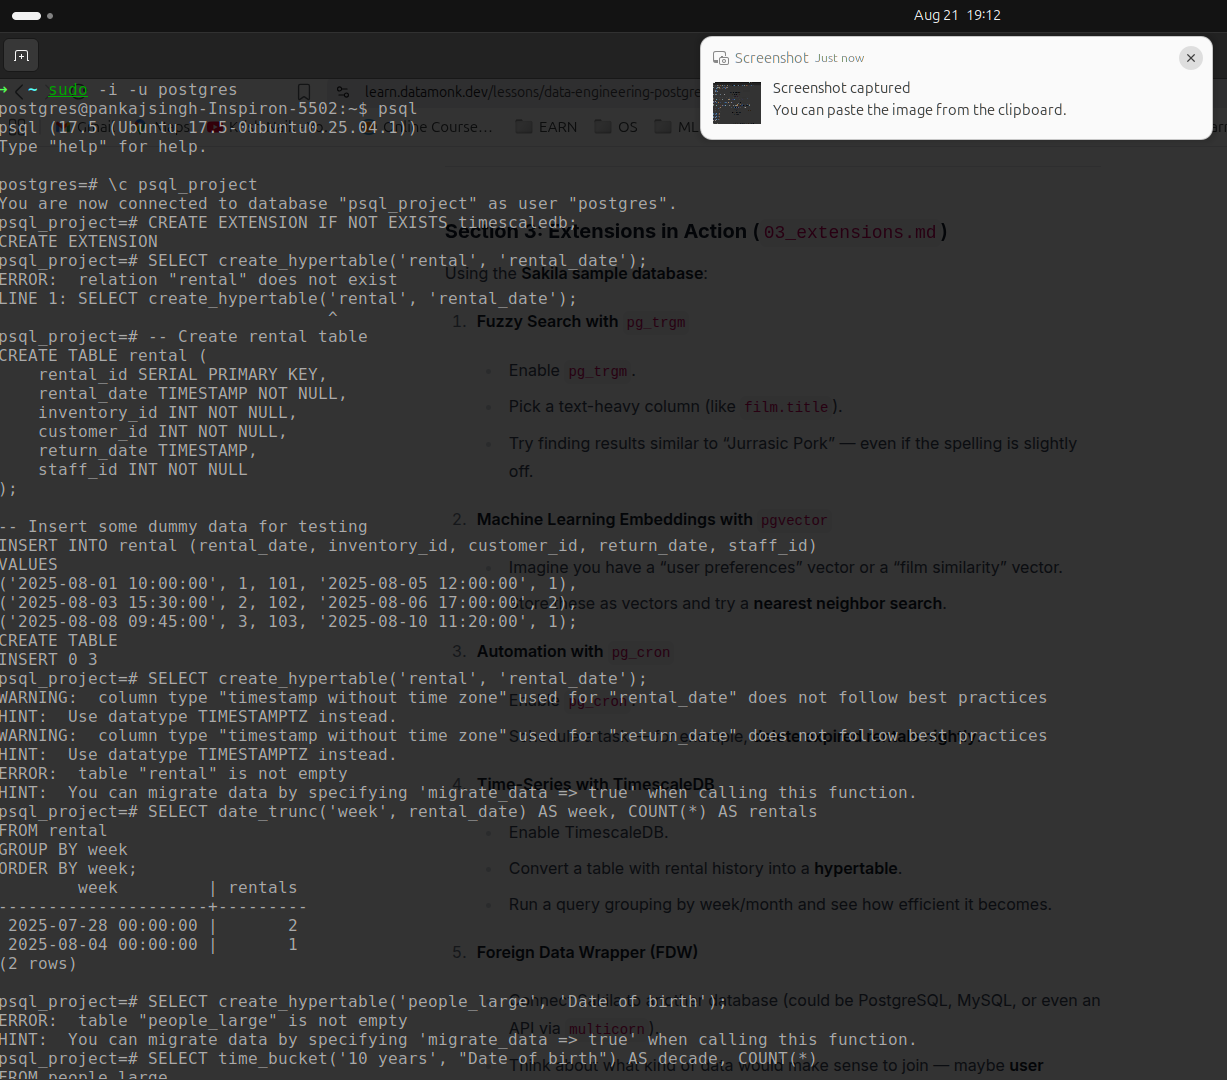 Aug 21 19:12
Screenshot Just now
Screenshot captured
You can paste the image from the clipboard.
learn.datamonk.dev/lessons/data-engineering-postgre
Online Course…
EARN
OS
ML
➜ ~ sudo -i -u postgres
postgres@pankajsingh-Inspiron-5502:~$ psql
psql (17.5 (Ubuntu 17.5-0ubuntu0.25.04.1))
Type "help" for help.
postgres=# \c psql_project
You are now connected to database "psql_project" as user "postgres".
psql_project=# CREATE EXTENSION IF NOT EXISTS timescaledb;
CREATE EXTENSION
psql_project=# SELECT create_hypertable('rental', 'rental_date');
ERROR:  relation "rental" does not exist
LINE 1: SELECT create_hypertable('rental', 'rental_date');
^
psql_project=# -- Create rental table
CREATE TABLE rental (
rental_id SERIAL PRIMARY KEY,
rental_date TIMESTAMP NOT NULL,
inventory_id INT NOT NULL,
customer_id INT NOT NULL,
return_date TIMESTAMP,
staff_id INT NOT NULL
);
-- Insert some dummy data for testing
INSERT INTO rental (rental_date, inventory_id, customer_id, return_date, staff_id)
VALUES
('2025-08-01 10:00:00', 1, 101, '2025-08-05 12:00:00', 1),
('2025-08-03 15:30:00', 2, 102, '2025-08-06 17:00:00', 2),
('2025-08-08 09:45:00', 3, 103, '2025-08-10 11:20:00', 1);
CREATE TABLE
INSERT 0 3
psql_project=# SELECT create_hypertable('rental', 'rental_date');
WARNING:  column type "timestamp without time zone" used for "rental_date" does not follow best practices
HINT:  Use datatype TIMESTAMPTZ instead.
WARNING:  column type "timestamp without time zone" used for "return_date" does not follow best practices
HINT:  Use datatype TIMESTAMPTZ instead.
ERROR:  table "rental" is not empty
HINT:  You can migrate data by specifying 'migrate_data => true' when calling this function.
psql_project=# SELECT date_trunc('week', rental_date) AS week, COUNT(*) AS rentals
FROM rental
GROUP BY week
ORDER BY week;
week | rentals
---------------------+---------
2025-07-28 00:00:00 | 2
2025-08-04 00:00:00 | 1
(2 rows)
psql_project=# SELECT create_hypertable('people_large', 'Date of birth');
ERROR:  table "people_large" is not empty
HINT:  You can migrate data by specifying 'migrate_data => true' when calling this function.
psql_project=# SELECT time_bucket('10 years', "Date of birth") AS decade, COUNT(*)
FROM people_large
Section 3: Extensions in Action (03_extensions.md)
Using the Sakila sample database:
1. Fuzzy Search with pg_trgm
Enable pg_trgm.
Pick a text-heavy column (like film.title).
Try finding results similar to “Jurrasic Pork” — even if the spelling is slightly
off.
2. Machine Learning Embeddings with pgvector
Imagine you have a “user preferences” vector or a “film similarity” vector.
Store these as vectors and try a nearest neighbor search.
3. Automation with pg_cron
Enable pg_cron.
4. Time-Series with TimescaleDB
Enable TimescaleDB.
Convert a table with rental history into a hypertable.
Run a query grouping by week/month and see how efficient it becomes.
5. Foreign Data Wrapper (FDW)
database (could be PostgreSQL, MySQL, or even an
API via multicorn).
Think about what kind of data would make sense to join — maybe user